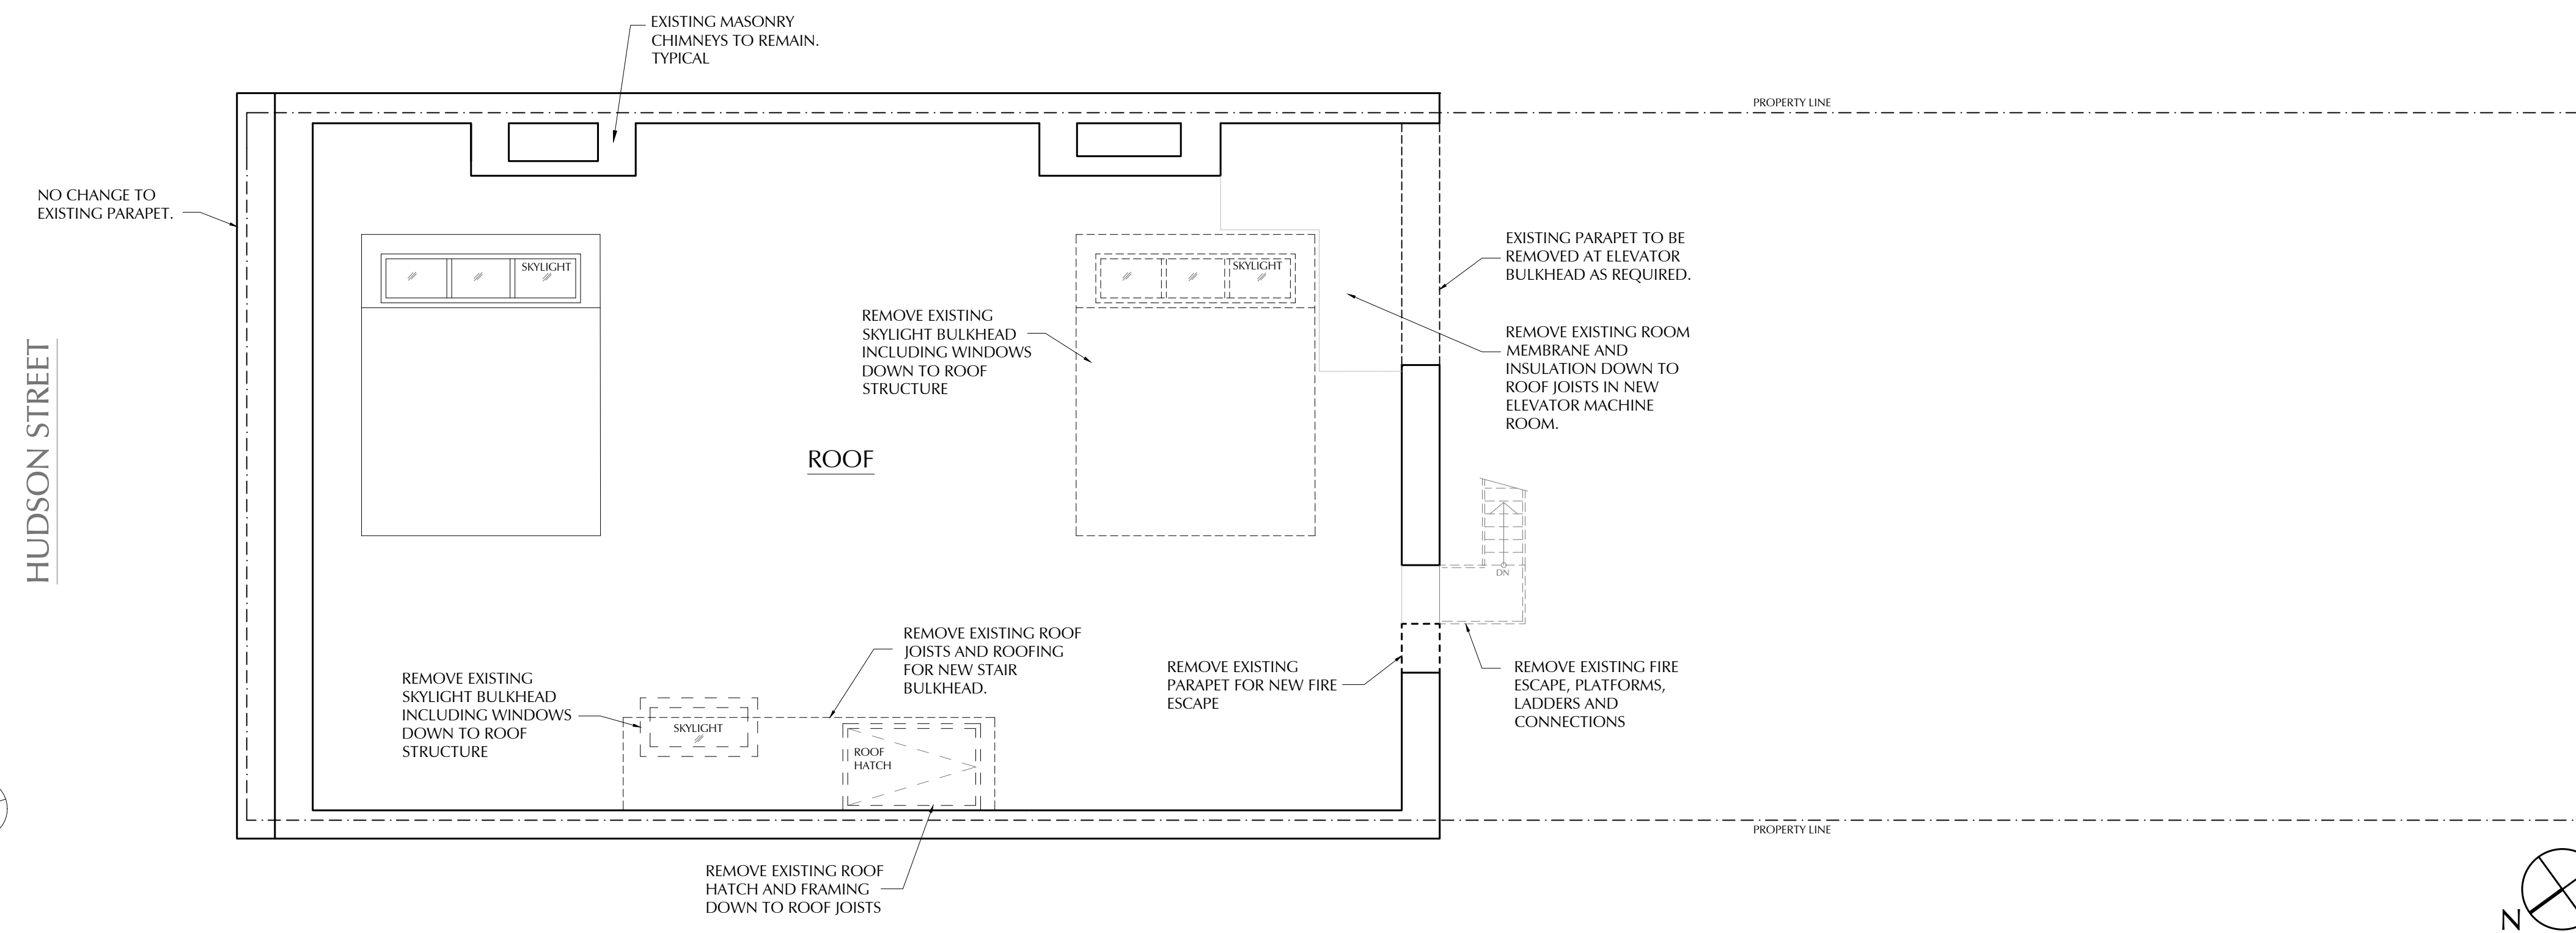 EXISTING MASONRY
CHIMNEYS TO REMAIN.
TYPICAL
PROPERTY LINE
NO CHANGE TO
EXISTING PARAPET.
HUDSON STREET
SKYLIGHT
SKYLIGHT
REMOVE EXISTING
SKYLIGHT BULKHEAD
INCLUDING WINDOWS
DOWN TO ROOF
STRUCTURE
EXISTING PARAPET TO BE
REMOVED AT ELEVATOR
BULKHEAD AS REQUIRED.
REMOVE EXISTING ROOM
MEMBRANE AND
INSULATION DOWN TO
ROOF JOISTS IN NEW
ELEVATOR MACHINE
ROOM.
ROOF
DN
REMOVE EXISTING
SKYLIGHT BULKHEAD
INCLUDING WINDOWS
DOWN TO ROOF
STRUCTURE
SKYLIGHT
REMOVE EXISTING ROOF
JOISTS AND ROOFING
FOR NEW STAIR
BULKHEAD.
ROOF
HATCH
REMOVE EXISTING
PARAPET FOR NEW FIRE
ESCAPE
REMOVE EXISTING FIRE
ESCAPE, PLATFORMS,
LADDERS AND
CONNECTIONS
PROPERTY LINE
REMOVE EXISTING ROOF
HATCH AND FRAMING
DOWN TO ROOF JOISTS
N